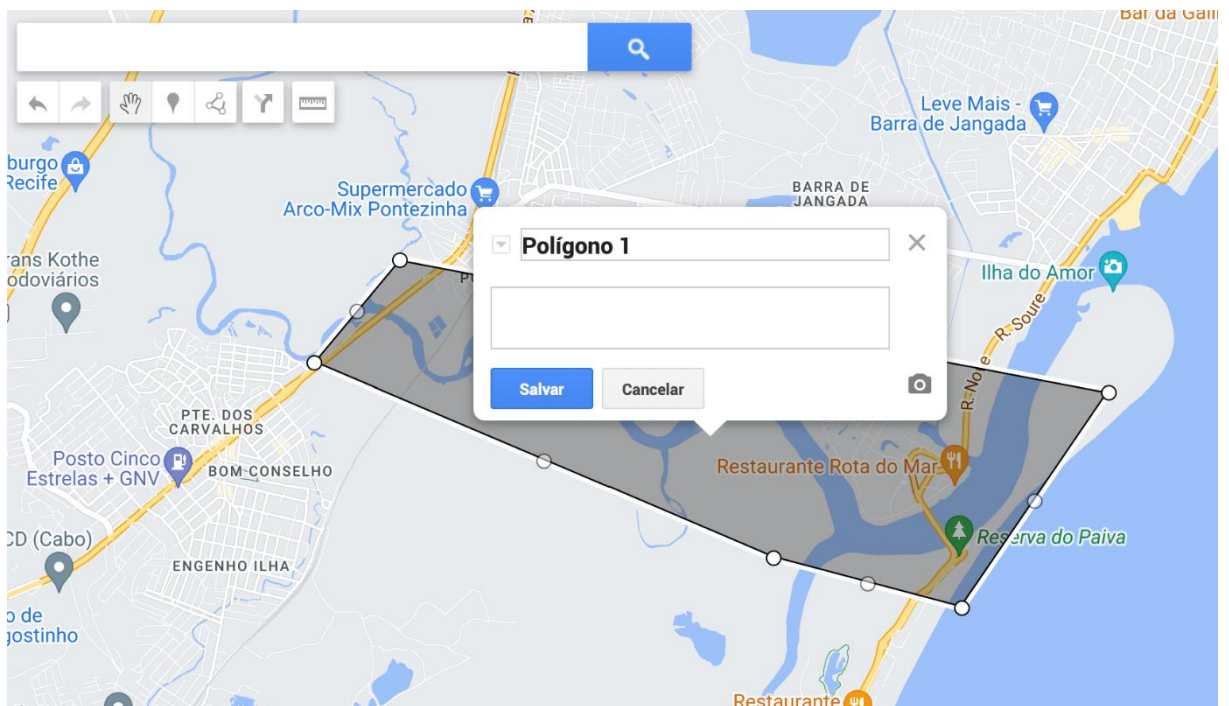 Bar da Gali
Leve Mais -
Barra de Jangada
burgo
Recife
Supermercado
Arco-Mix Pontezinha
BARRA DE
JANGADA
Polígono 1
rans Kothe
odoviários
Ilha do Amor
R. Soure
R. No e
Salvar
Cancelar
PTE. DOS
CARVALHOS
Posto Cinco
Estrelas + GNV
BOM CONSELHO
Restaurante Rota do Mar
CD (Cabo)
Reserva do Paiva
ENGENHO ILHA
o de
gostinho
Restaurante